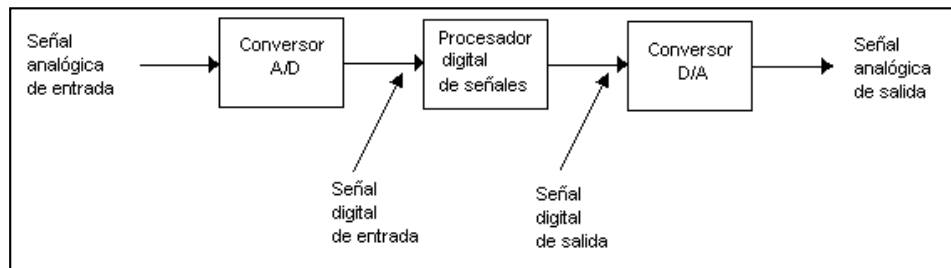 Señal
analógica
de entrada
Conversor
A/D
Procesador
digital
de señales
Conversor
D/A
Señal
analógica
de salida
Señal
digital
de entrada
Señal
digital
de salida